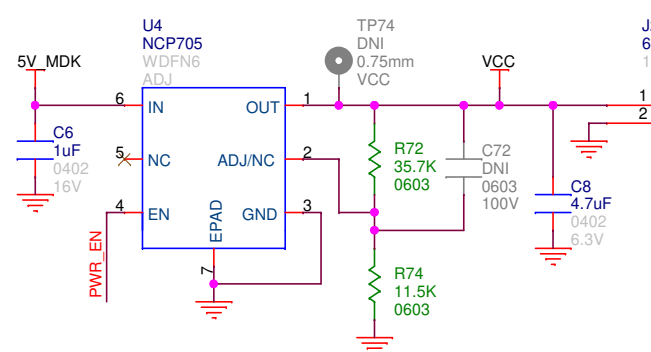 U4
NCP705
WDFN6
ADJ
TP74
DNI
0.75mm
VCC
5V_MDK
VCC
J
6
1
6
IN
OUT
1
1
2
C6
1uF
0402
16V
5
NC
ADJ/NC
2
R72
35.7K
0603
C72
DNI
0603
100V
4
EN
EPAD
GND
3
C8
4.7uF
0402
6.3V
PWR_EN
7
R74
11.5K
0603